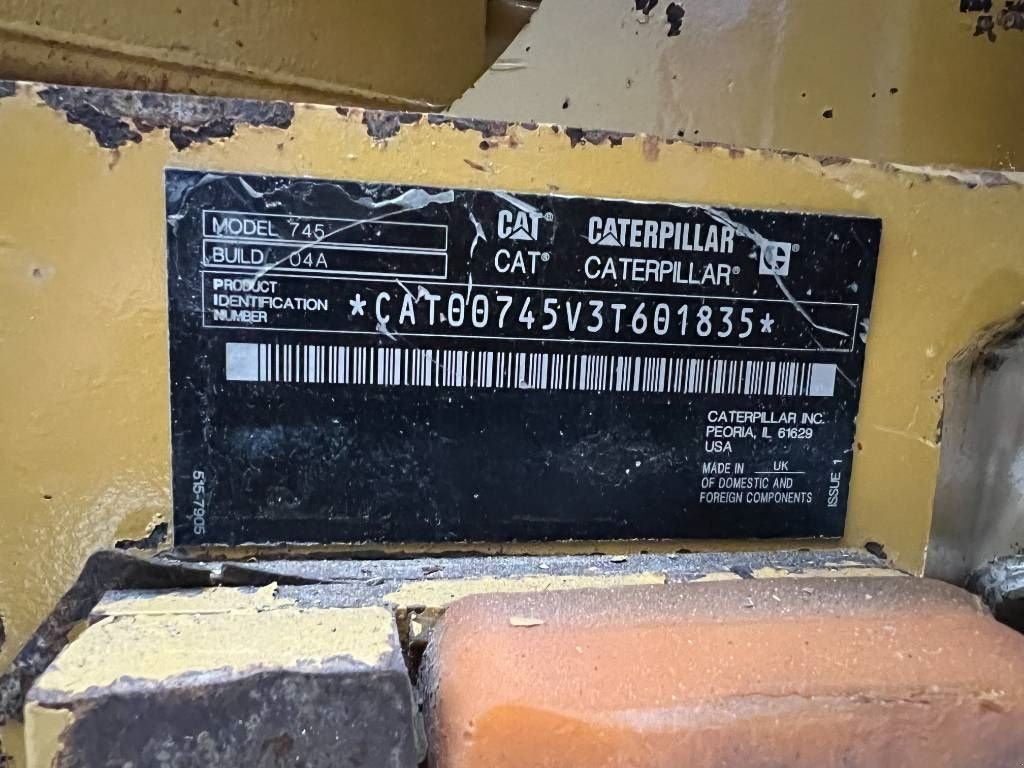 MODEL 745
BUILD 04A
CAT® CATERPILLAR®
CAT® CATERPILLAR®
PRODUCT
IDENTIFICATION
NUMBER
*CAT00745V3T601835*
CATERPILLAR INC.
PEORIA, IL 61629
USA
MADE IN UK
OF DOMESTIC AND
FOREIGN COMPONENTS
ISSUE 1
515-7905